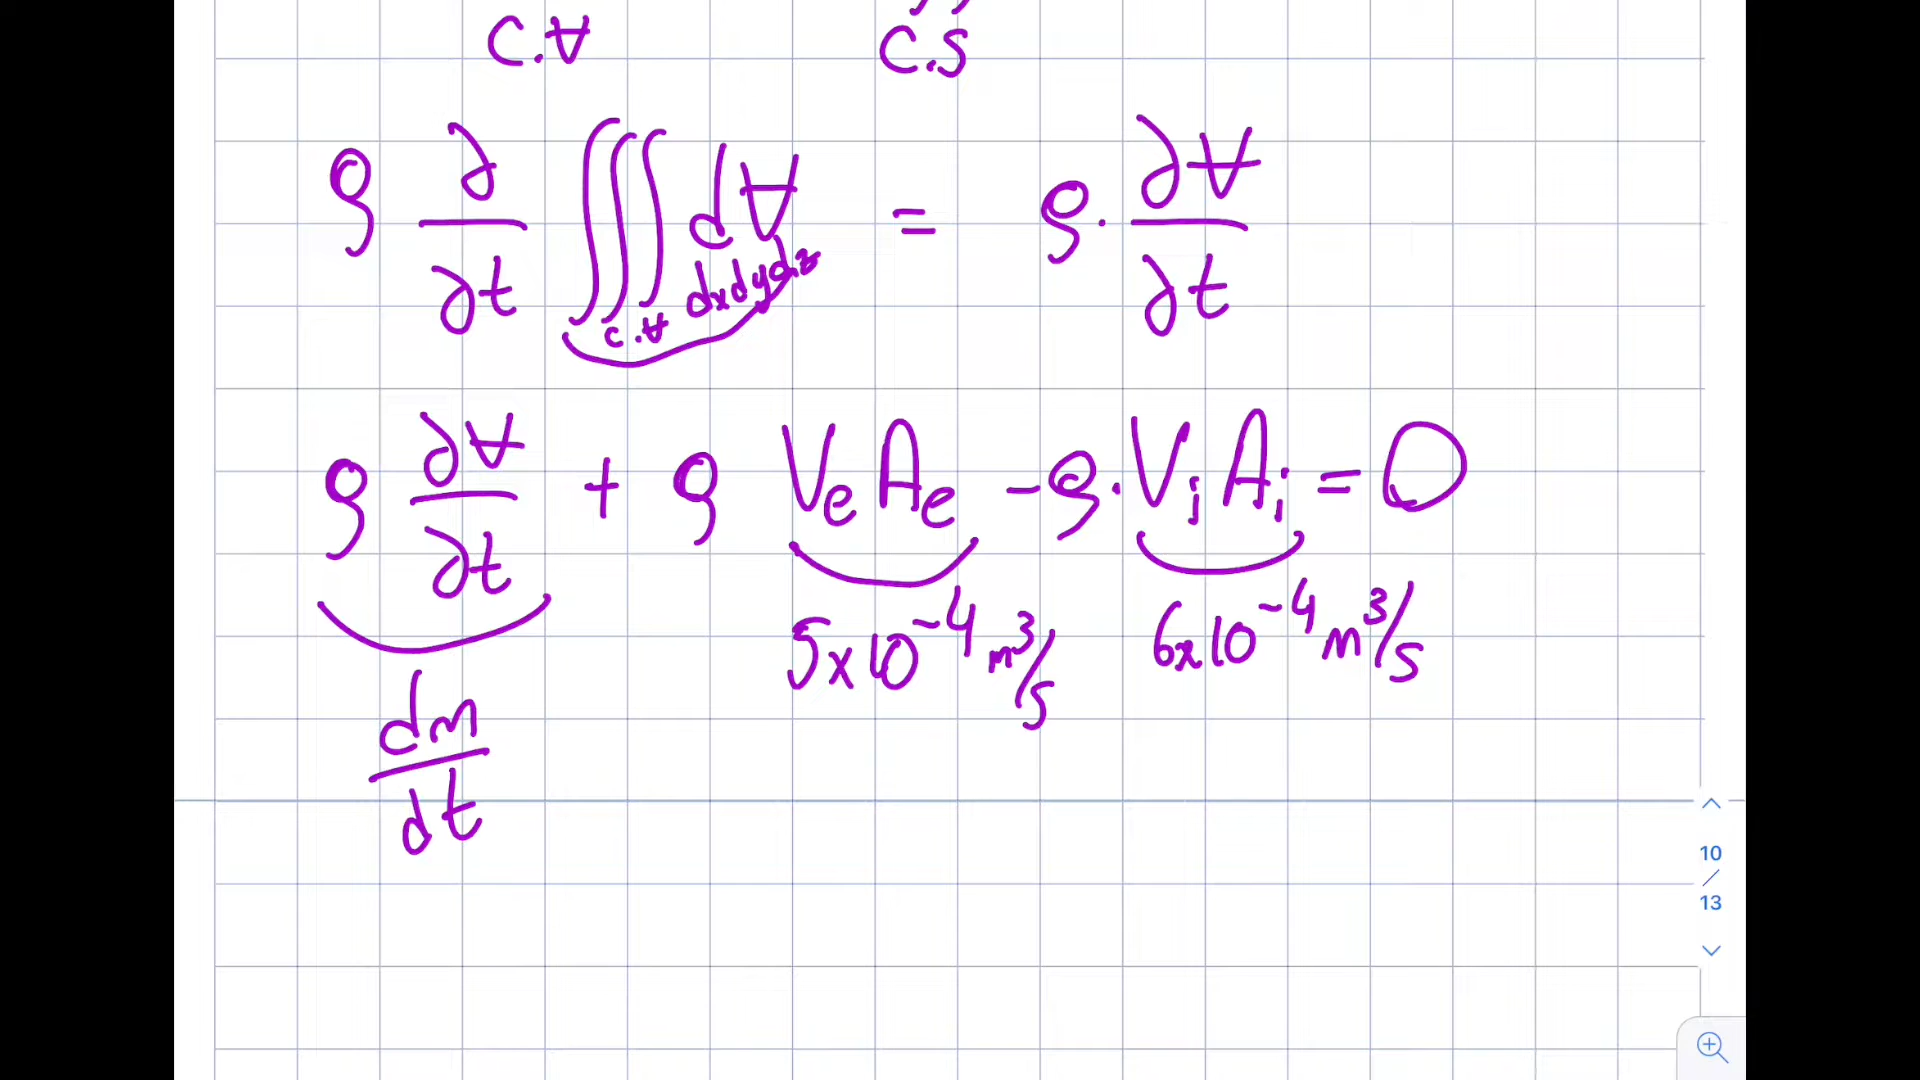 C.∀ C.S
ρ ∂/∂t ∭ d∀ = ρ. ∂∀/∂t
C.∀ dxdydz
ρ ∂∀/∂t + ρ VeAe - ρ. ViAi = 0
5x10⁻⁴ m³/s 6x10⁻⁴ m³/s
dm/dt
10
/
13